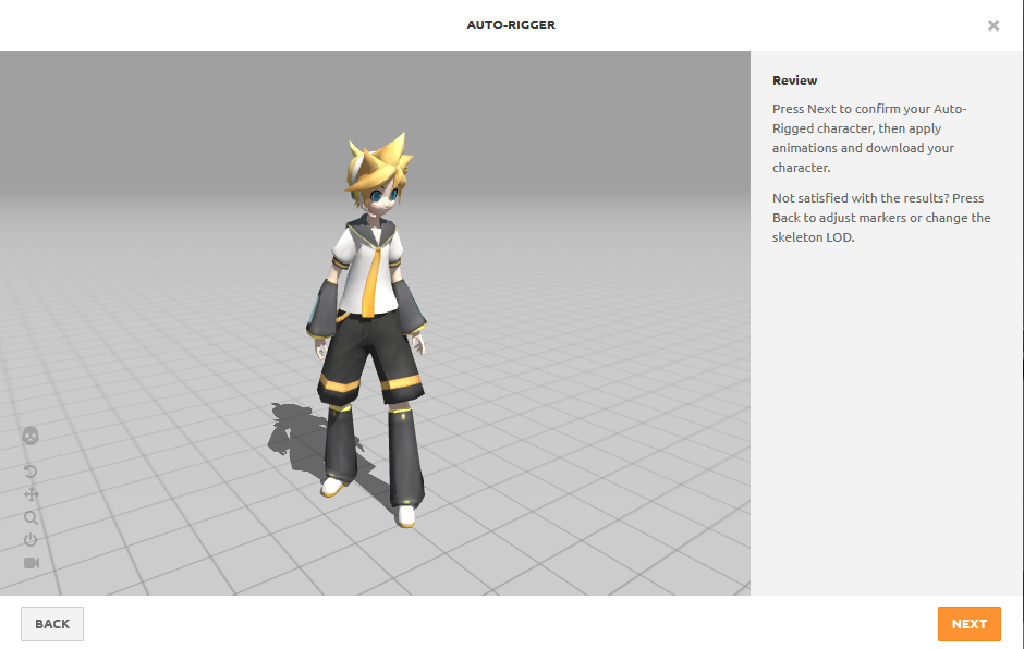 AUTO-RIGGER
Review
Press Next to confirm your Auto-
Rigged character, then apply
animations and download your
character.
Not satisfied with the results? Press
Back to adjust markers or change the
skeleton LOD.
BACK
NEXT